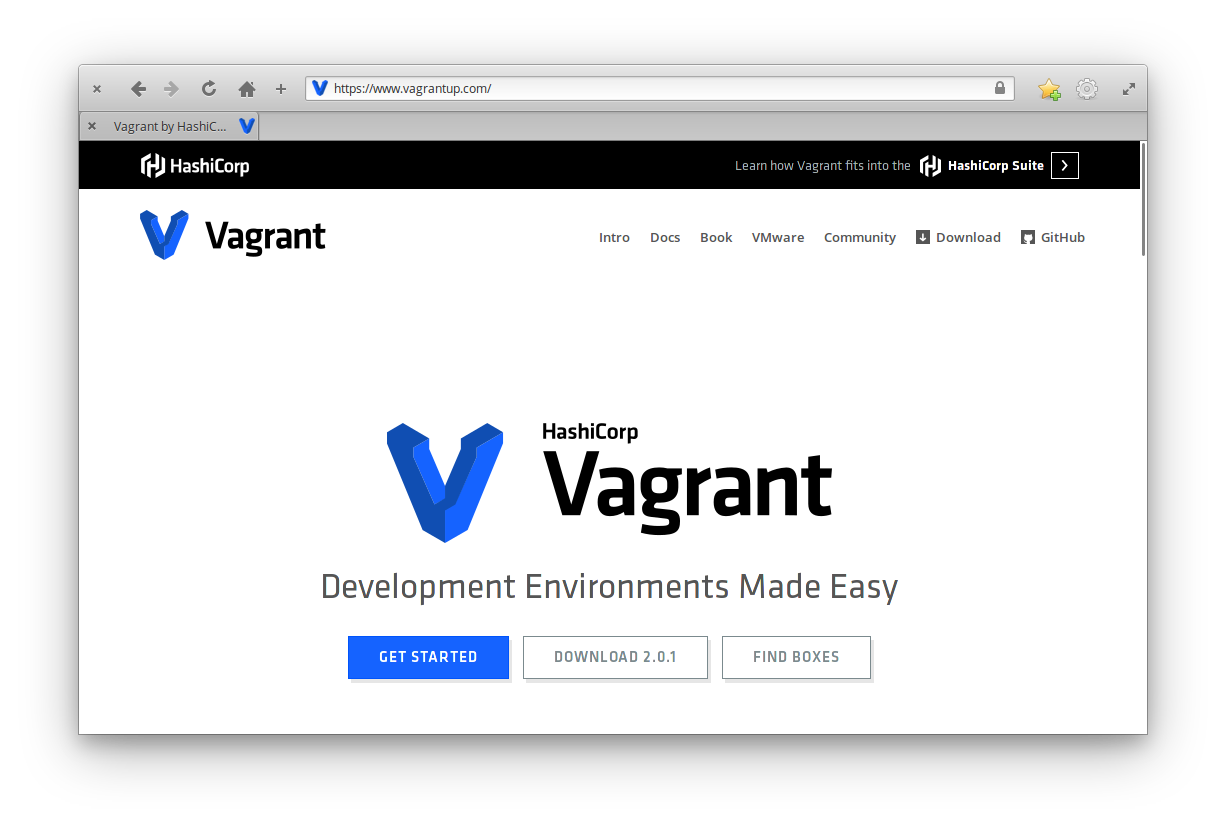 https://www.vagrantup.com/
Vagrant by HashiC...
HashiCorp
Learn how Vagrant fits into the HashiCorp Suite
Vagrant
Intro Docs Book VMware Community Download GitHub
HashiCorp
Vagrant
Development Environments Made Easy
GET STARTED DOWNLOAD 2.0.1 FIND BOXES